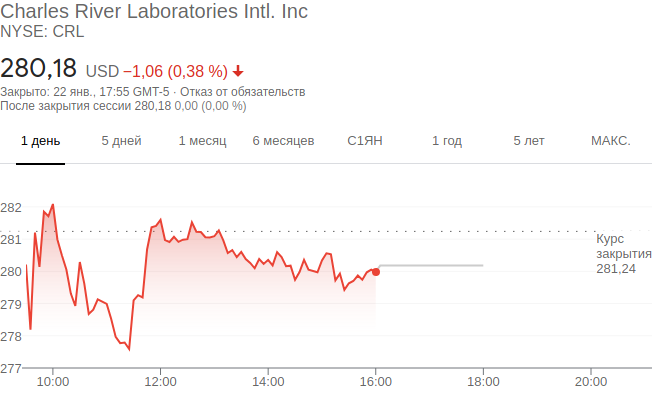 Charles River Laboratories Intl. Inc
NYSE: CRL
280,18 USD −1,06 (0,38 %)
Закрыто: 22 янв., 17:55 GMT-5 · Отказ от обязательств
После закрытия сессии 280,18 0,00 (0,00 %)
1 день 5 дней 1 месяц 6 месяцев С1ЯН 1 год 5 лет МАКС.
282
281
280
279
278
277
Курс
закрытия
281,24
10:00 12:00 14:00 16:00 18:00 20:00